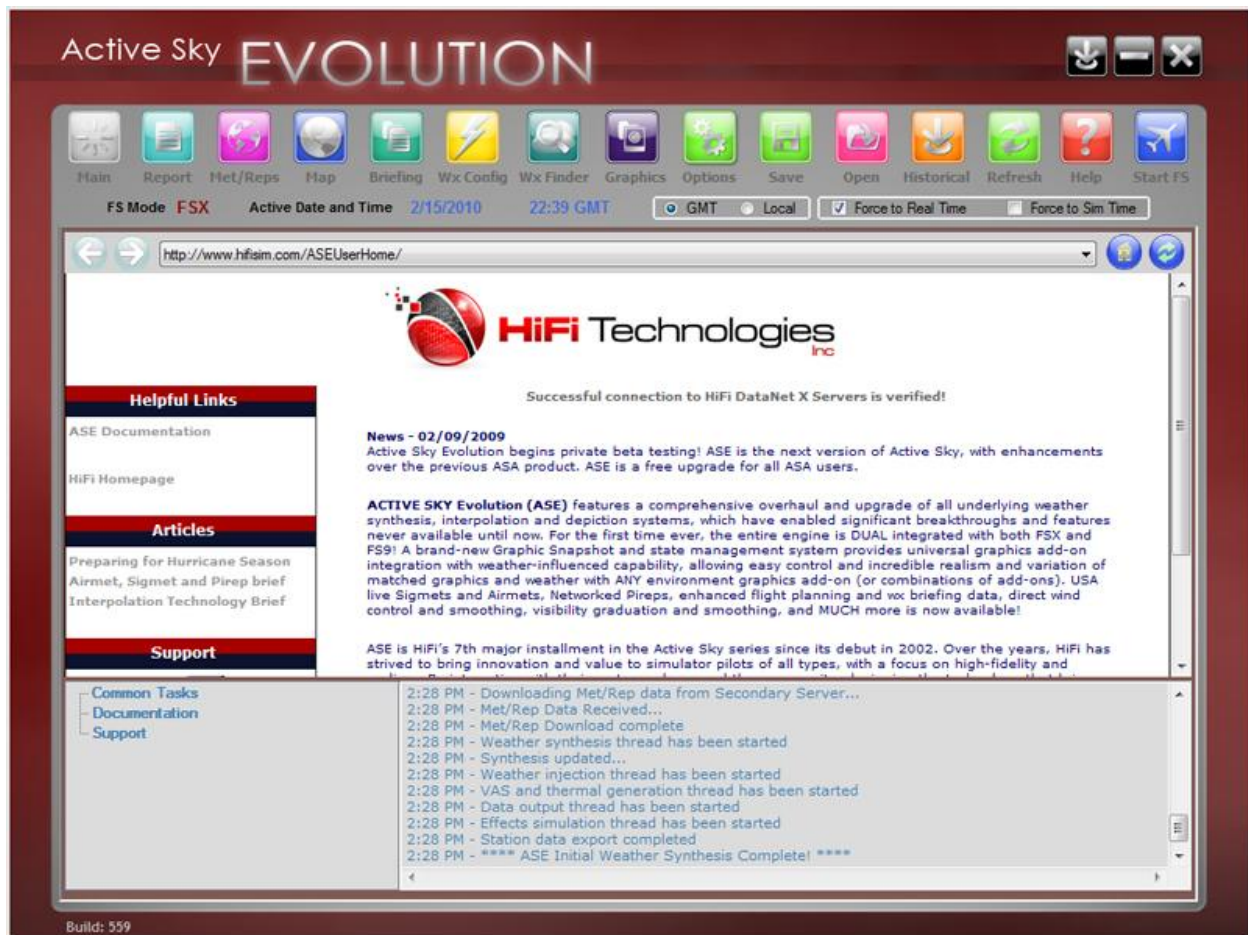 Active Sky EVOLUTION
Main Report Met/Reps Map Briefing Wx Config Wx Finder Graphics Options Save Open Historical Refresh Help Start FS
FS Mode FSX Active Date and Time 2/15/2010 22:39 GMT GMT Local Force to Real Time Force to Sim Time
http://www.hifisim.com/ASEUserHome/
HiFi Technologies
Inc
Successful connection to HiFi DataNet X Servers is verified!
Helpful Links
ASE Documentation
HiFi Homepage
Articles
Preparing for Hurricane Season
Airmet, Sigmet and Pirep brief
Interpolation Technology Brief
Support
News - 02/09/2009
Active Sky Evolution begins private beta testing! ASE is the next version of Active Sky, with enhancements
over the previous ASA product. ASE is a free upgrade for all ASA users.
ACTIVE SKY Evolution (ASE) features a comprehensive overhaul and upgrade of all underlying weather
synthesis, interpolation and depiction systems, which have enabled significant breakthroughs and features
never available until now. For the first time ever, the entire engine is DUAL integrated with both FSX and
FS9! A brand-new Graphic Snapshot and state management system provides universal graphics add-on
integration with weather-influenced capability, allowing easy control and incredible realism and variation of
matched graphics and weather with ANY environment graphics add-on (or combinations of add-ons). USA
live Sigmets and Airmets, Networked Pireps, enhanced flight planning and wx briefing data, direct wind
control and smoothing, visibility graduation and smoothing, and MUCH more is now available!
ASE is HiFi's 7th major installment in the Active Sky series since its debut in 2002. Over the years, HiFi has
strived to bring innovation and value to simulator pilots of all types, with a focus on high-fidelity and
Common Tasks
Documentation
Support
2:28 PM - Downloading Met/Rep data from Secondary Server...
2:28 PM - Met/Rep Data Received...
2:28 PM - Met/Rep Download complete
2:28 PM - Weather synthesis thread has been started
2:28 PM - Synthesis updated...
2:28 PM - Weather injection thread has been started
2:28 PM - VAS and thermal generation thread has been started
2:28 PM - Data output thread has been started
2:28 PM - Effects simulation thread has been started
2:28 PM - Station data export completed
2:28 PM - **** ASE Initial Weather Synthesis Complete! ****
Build: 559